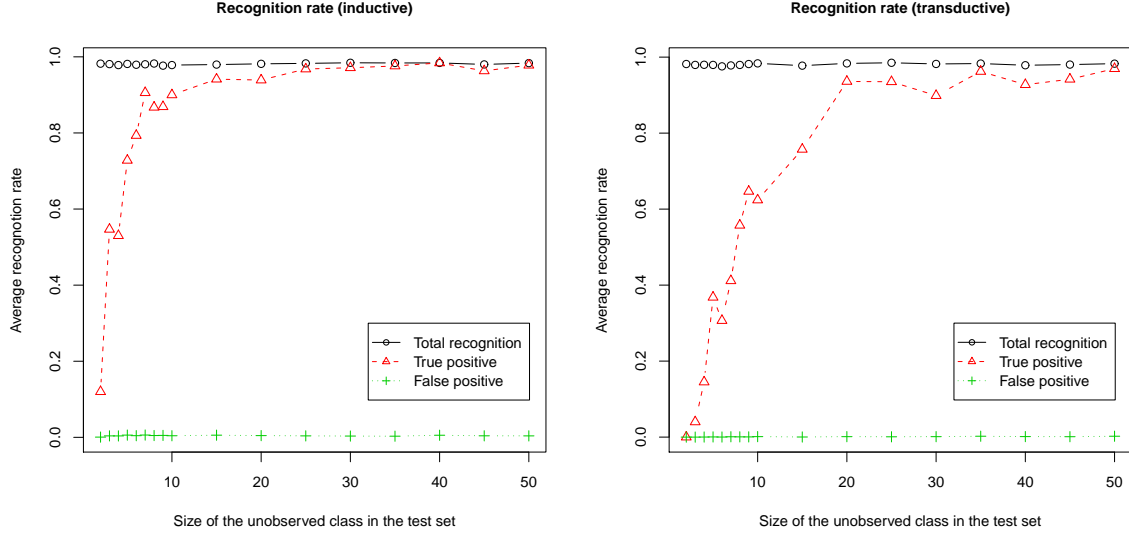 Recognition rate (inductive)
Average recognotion rate
1.0
0.8
0.6
0.4
0.2
0.0
Total recognition
True positive
False positive
10 20 30 40 50
Size of the unobserved class in the test set
Recognition rate (transductive)
Average recognotion rate
1.0
0.8
0.6
0.4
0.2
0.0
Total recognition
True positive
False positive
10 20 30 40 50
Size of the unobserved class in the test set